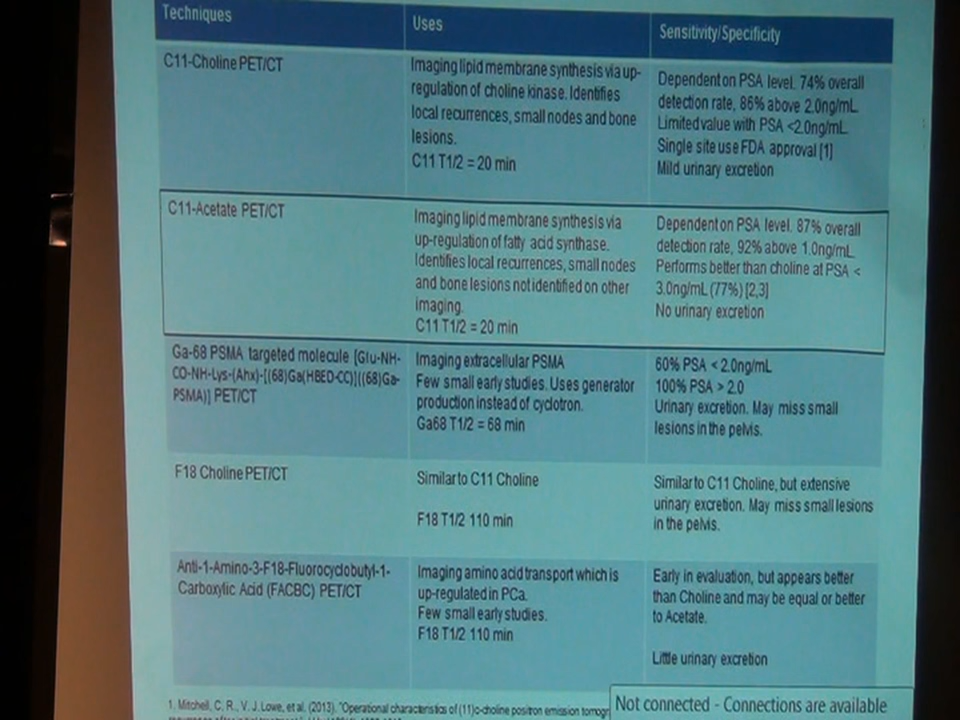 Techniques
Uses
Sensitivity/Specificity
C11-Choline PET/CT
Imaging lipid membrane synthesis via up-
regulation of choline kinase. Identifies
local recurrences, small nodes and bone
lesions.
C11 T1/2 = 20 min
Dependent on PSA level. 74% overall
detection rate, 86% above 2.0ng/mL.
Limited value with PSA <2.0ng/mL.
Single site use FDA approval [1]
Mild urinary excretion
C11-Acetate PET/CT
Imaging lipid membrane synthesis via
up-regulation of fatty acid synthase.
Identifies local recurrences, small nodes
and bone lesions not identified on other
imaging.
C11 T1/2 = 20 min
Dependent on PSA level. 87% overall
detection rate, 92% above 1.0ng/mL.
Performs better than choline at PSA <
3.0ng/mL (77%) [2,3]
No urinary excretion
Ga-68 PSMA targeted molecule [Glu-NH-
CO-NH-Lys-(Ahx)-[(68)Ga(HBED-CC)]((68)Ga-
PSMA)] PET/CT
Imaging extracellular PSMA
Few small early studies. Uses generator
production instead of cyclotron.
Ga68 T1/2 = 68 min
60% PSA < 2.0ng/mL
100% PSA > 2.0
Urinary excretion. May miss small
lesions in the pelvis.
F18 Choline PET/CT
Similar to C11 Choline
F18 T1/2 110 min
Similar to C11 Choline, but extensive
urinary excretion. May miss small lesions
in the pelvis.
Anti-1-Amino-3-F18-Fluorocyclobutyl-1-
Carboxylic Acid (FACBC) PET/CT
Imaging amino acid transport which is
up-regulated in PCa.
Few small early studies.
F18 T1/2 110 min
Early in evaluation, but appears better
than Choline and may be equal or better
to Acetate.
Little urinary excretion
1. Mitchell, C. R., V. J. Lowe, et al. (2013). "Operational characteristics of (11)c-choline positron emission tomogr
Not connected - Connections are available